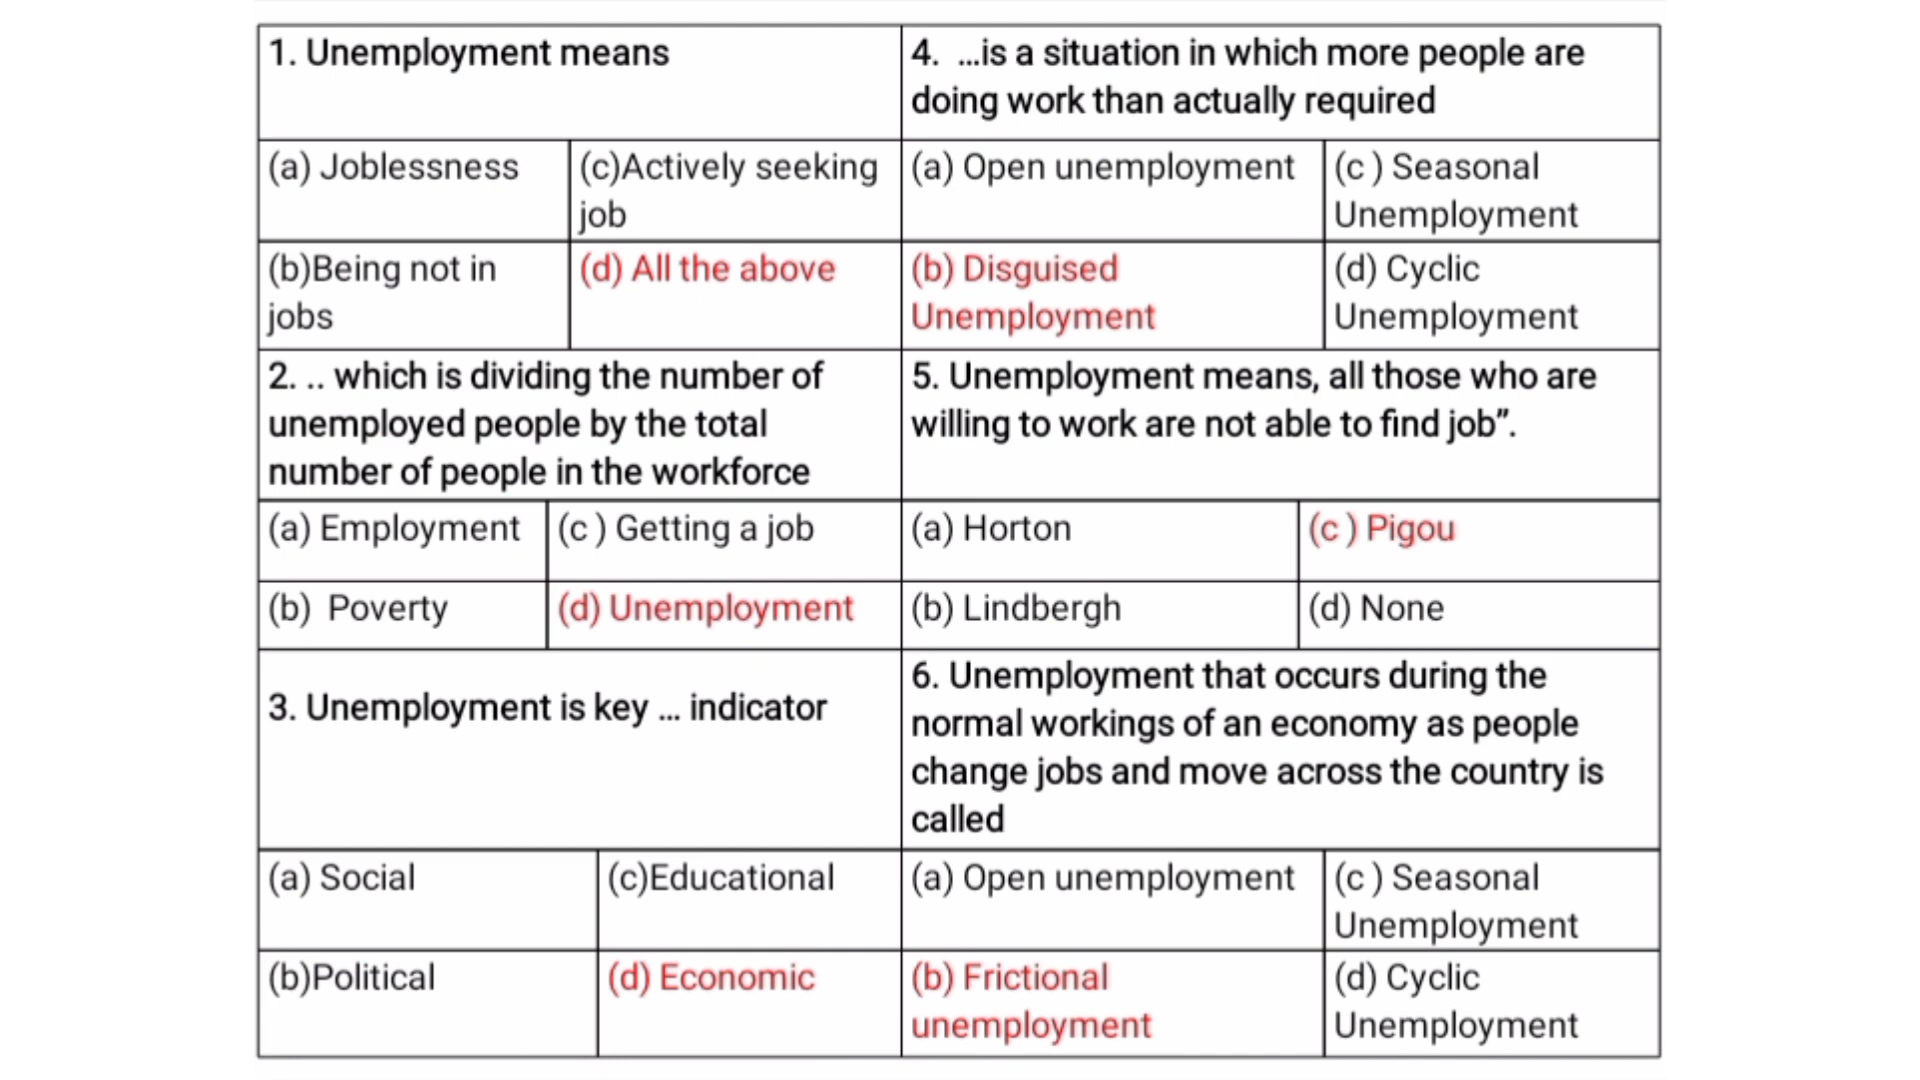 1. Unemployment means
4.  ...is a situation in which more people are
doing work than actually required
(a) Joblessness
(c)Actively seeking
job
(a) Open unemployment
(c ) Seasonal
Unemployment
(b)Being not in
jobs
(d) All the above
(b) Disguised
Unemployment
(d) Cyclic
Unemployment
2. .. which is dividing the number of
unemployed people by the total
number of people in the workforce
5. Unemployment means, all those who are
willing to work are not able to find job”.
(a) Employment
(c ) Getting a job
(a) Horton
(c ) Pigou
(b)  Poverty
(d) Unemployment
(b) Lindbergh
(d) None
3. Unemployment is key ... indicator
6. Unemployment that occurs during the
normal workings of an economy as people
change jobs and move across the country is
called
(a) Social
(c)Educational
(a) Open unemployment
(c ) Seasonal
Unemployment
(b)Political
(d) Economic
(b) Frictional
unemployment
(d) Cyclic
Unemployment